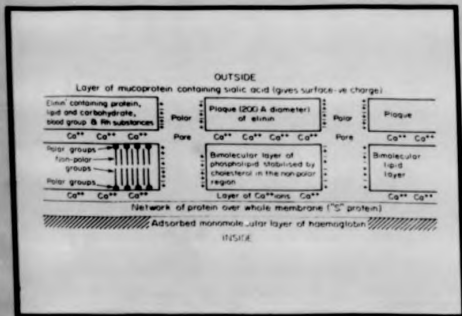 OUTSIDE
Layer of mucoprotein containing sialic acid (gives surface -ve charge)
Elinin containing protein,
lipid and carbohydrate,
blood group & Rh substances
Polar
Pore
Plaque (200 A diameter)
of elinin
Polar
Pore
Plaque
Ca++ Ca++ Ca++
Ca++ Ca++ Ca++ Ca++
Ca++ Ca++
Polar groups
Non-polar
groups
Polar groups
Bimolecular layer of
phospholipid stabilised by
cholesterol in the non polar
region
Bimolecular
lipid
layer
Ca++ Ca++ Ca++
Layer of Ca++ions Ca++
Ca++ Ca++
Network of protein over whole membrane ("S" protein)
Adsorbed monomolecular layer of haemoglobin
INSIDE